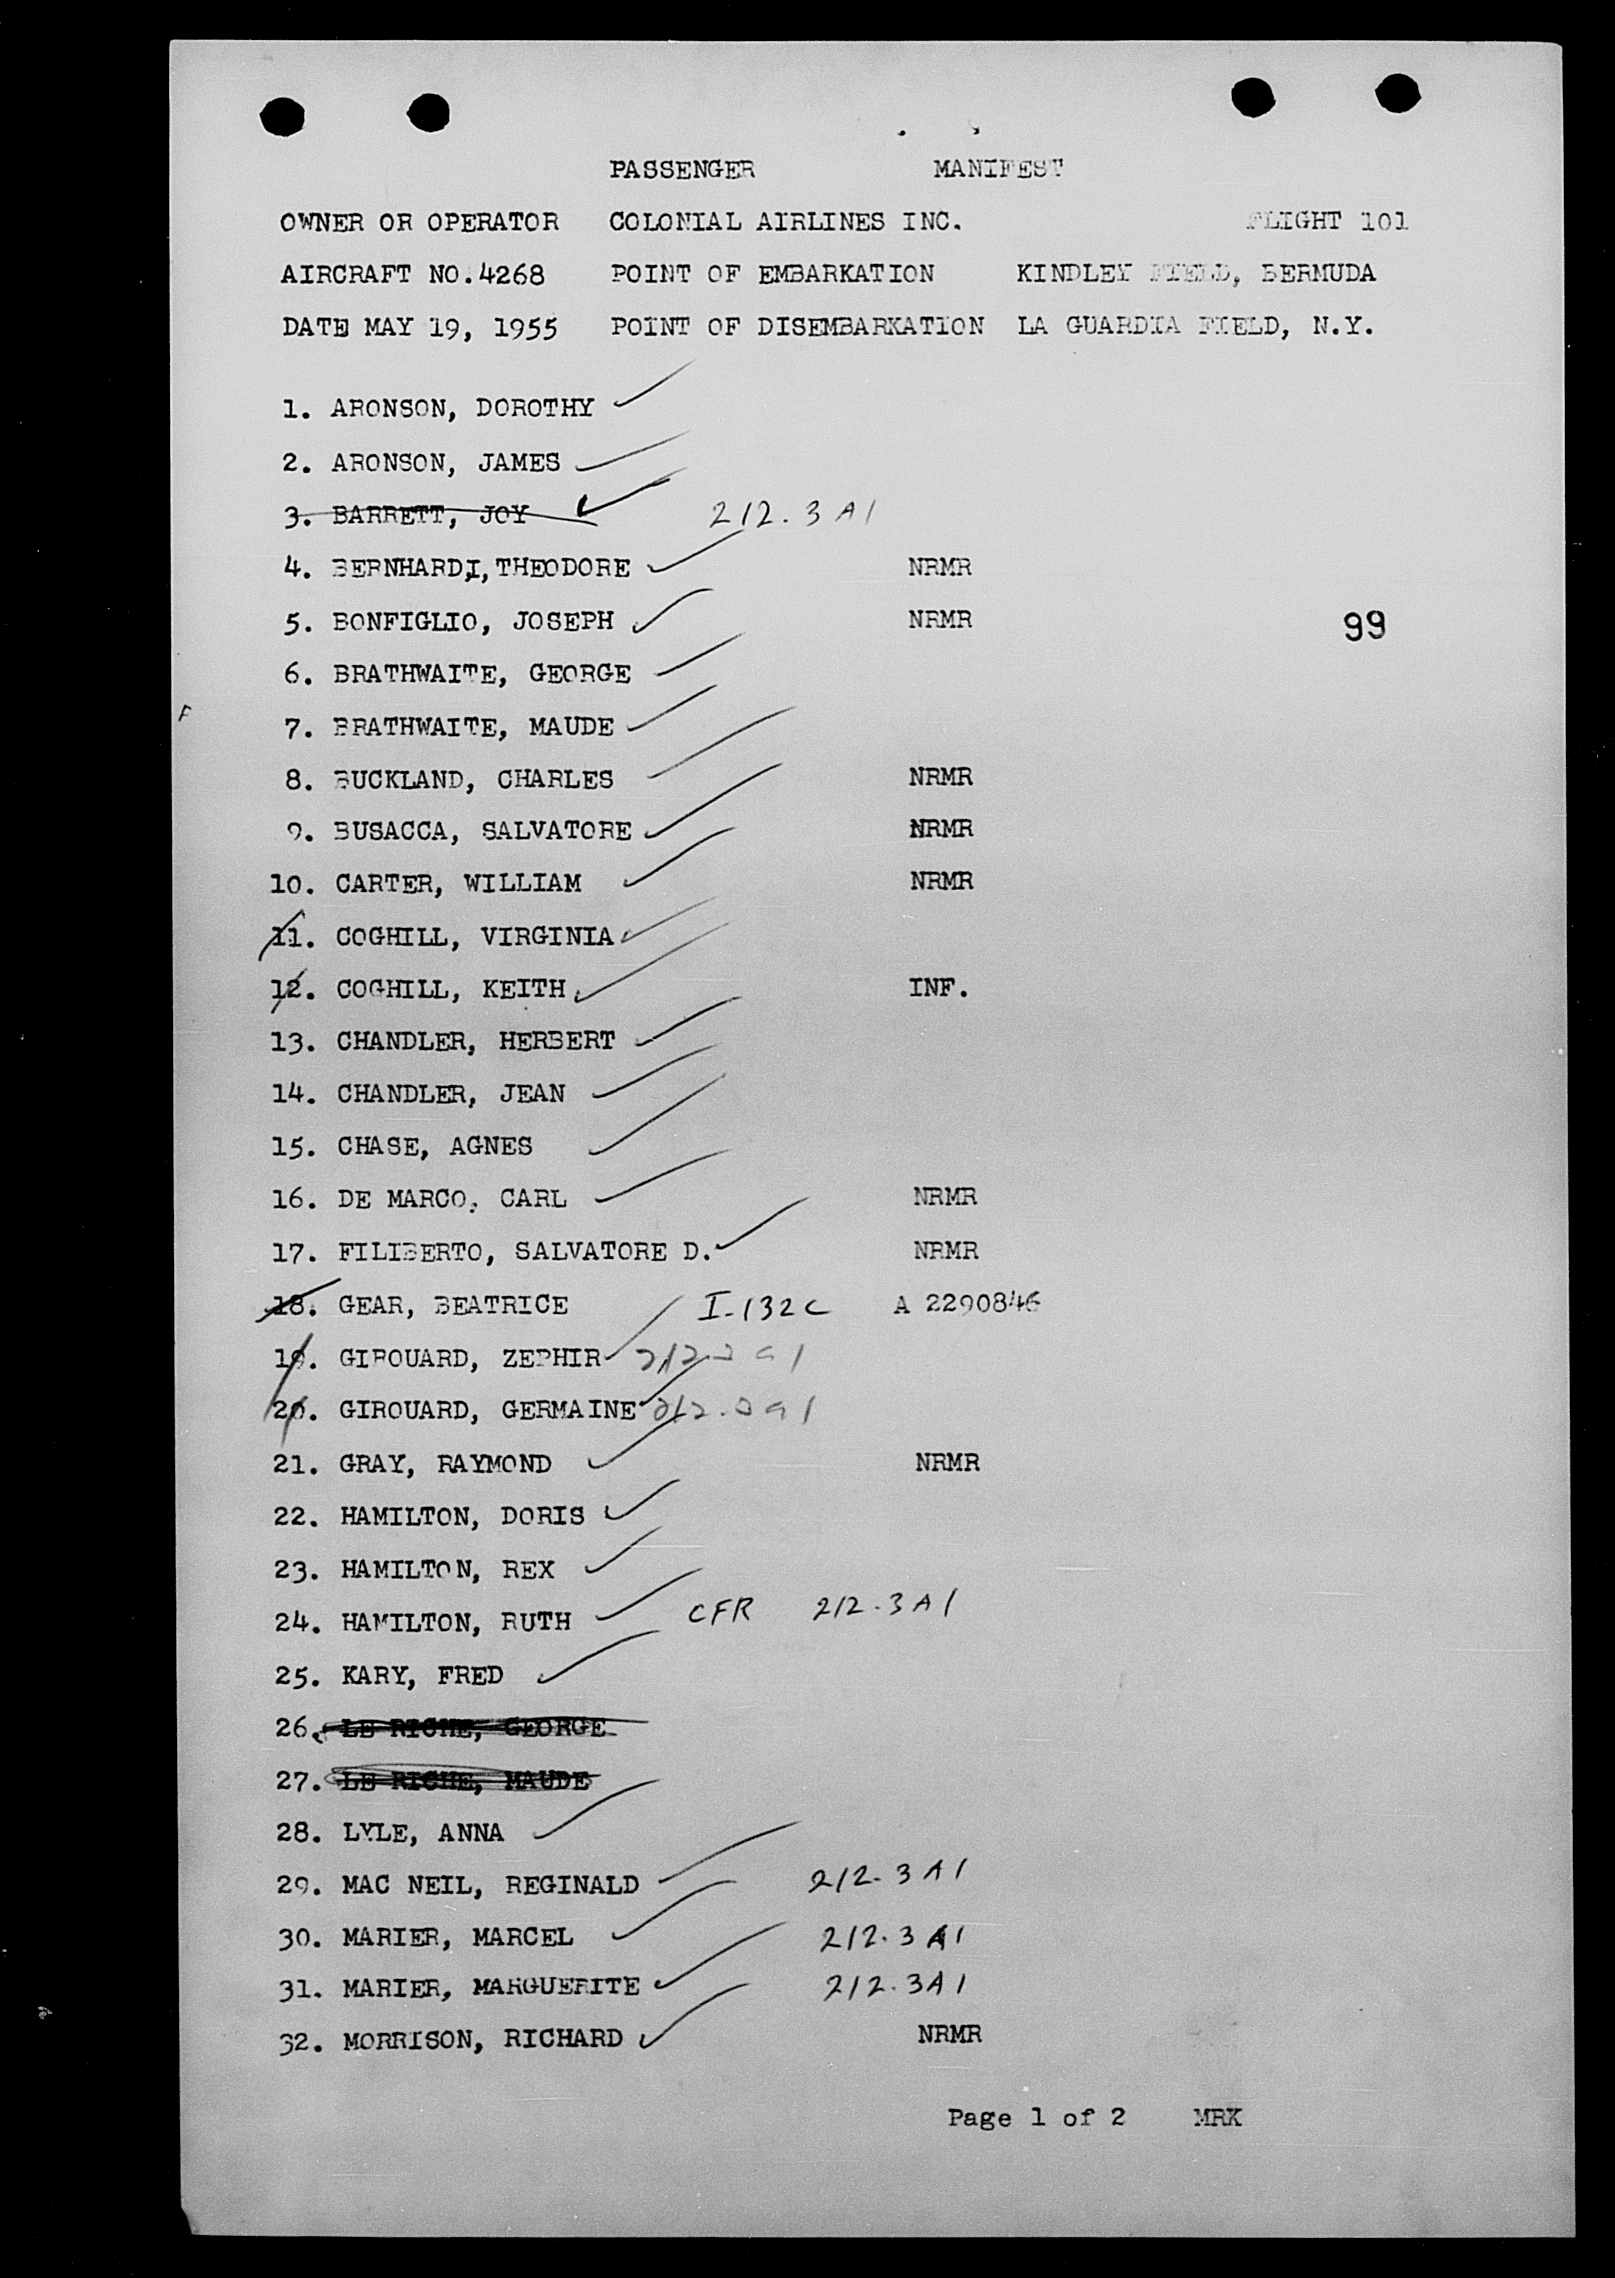 PASSENGER MANIFEST
OWNER OR OPERATOR COLONIAL AIRLINES INC. FLIGHT 101
AIRCRAFT NO.4268 POINT OF EMBARKATION KINDLEY FIELD, BERMUDA
DATE MAY 19, 1955 POINT OF DISEMBARKATION LA GUARDIA FIELD, N.Y.
1. ARONSON, DOROTHY
2. ARONSON, JAMES
3. BARRETT, JOY 212.3 A1
4. BERNHARDI,THEODORE NRMR
5. BONFIGLIO, JOSEPH NRMR 99
6. BRATHWAITE, GEORGE
7. BRATHWAITE, MAUDE
8. BUCKLAND, CHARLES NRMR
9. BUSACCA, SALVATORE NRMR
10. CARTER, WILLIAM NRMR
11. COGHILL, VIRGINIA
12. COGHILL, KEITH INF.
13. CHANDLER, HERBERT
14. CHANDLER, JEAN
15. CHASE, AGNES
16. DE MARCO, CARL NRMR
17. FILIBERTO, SALVATORE D. NRMR
18. GEAR, BEATRICE I-132C A 2290846
19. GIROUARD, ZEPHIR
20. GIROUARD, GERMAINE
21. GRAY, RAYMOND NRMR
22. HAMILTON, DORIS
23. HAMILTON, REX
24. HAMILTON, RUTH CFR 212.3 A1
25. KARY, FRED
26. LE RICHE, GEORGE
27. LE RICHE, MAUDE
28. LYLE, ANNA
29. MAC NEIL, REGINALD 212.3 A1
30. MARIER, MARCEL 212.3 A1
31. MARIER, MARGUERITE 212.3A1
32. MORRISON, RICHARD NRMR
Page 1 of 2 MRK